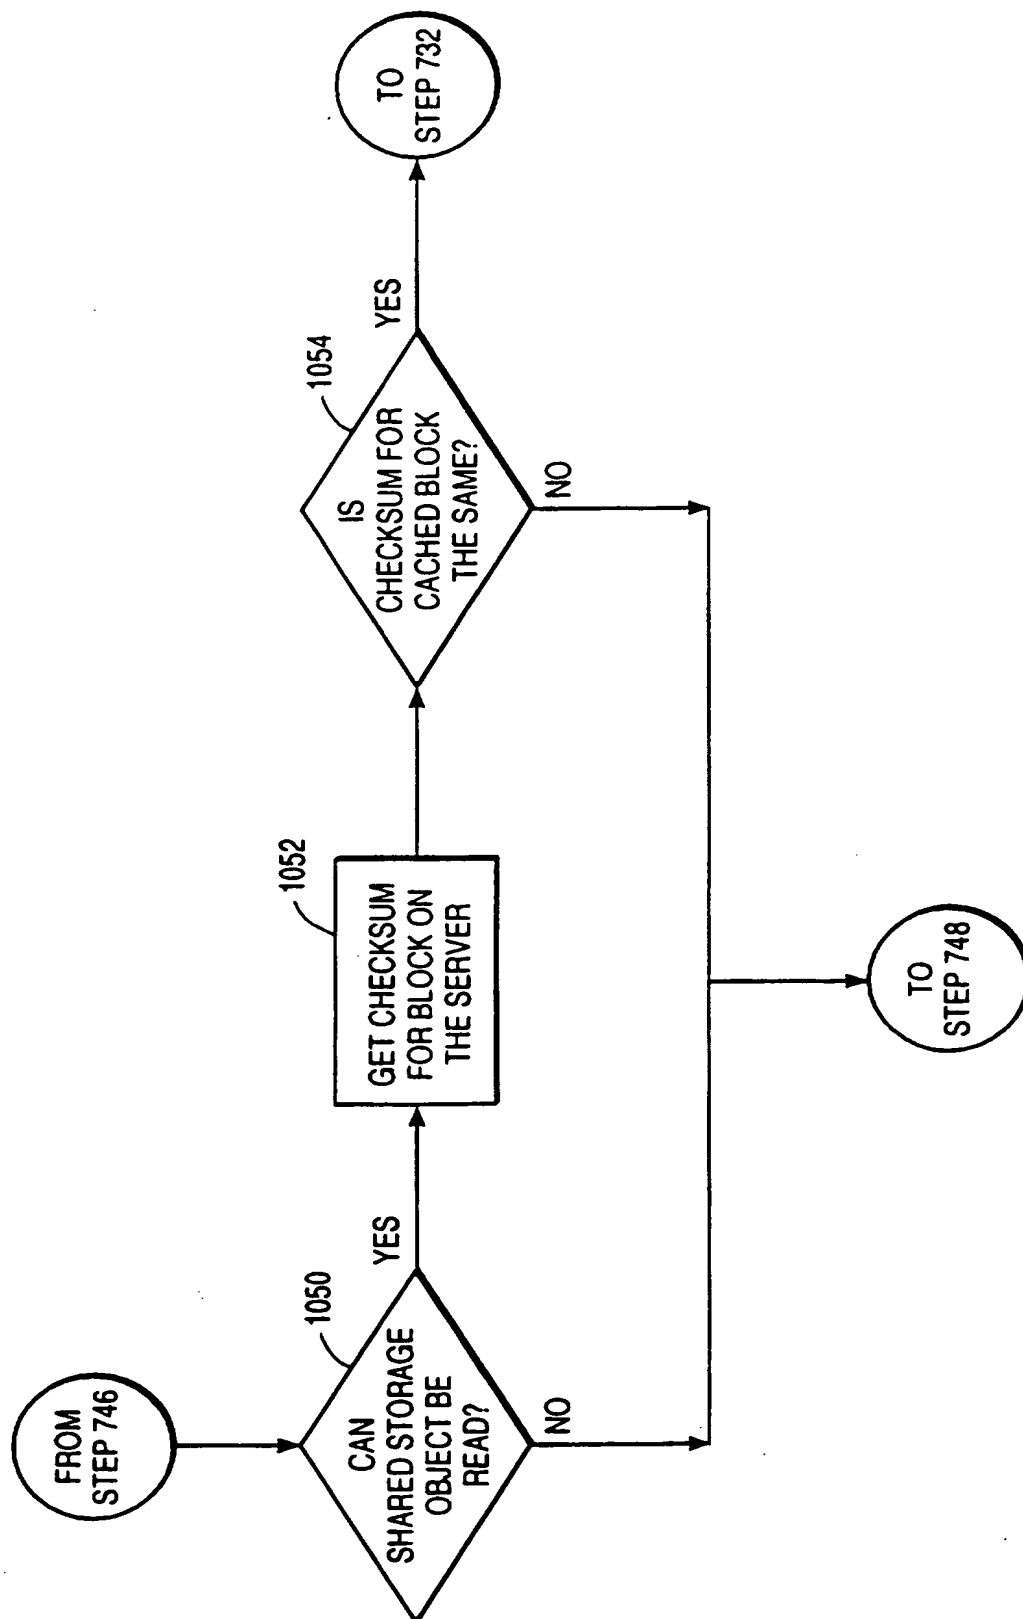 FROM
STEP 746
CAN
SHARED STORAGE
OBJECT BE
READ?
1050
YES
NO
GET CHECKSUM
FOR BLOCK ON
THE SERVER
1052
IS
CHECKSUM FOR
CACHED BLOCK
THE SAME?
1054
YES
NO
TO
STEP 732
TO
STEP 748